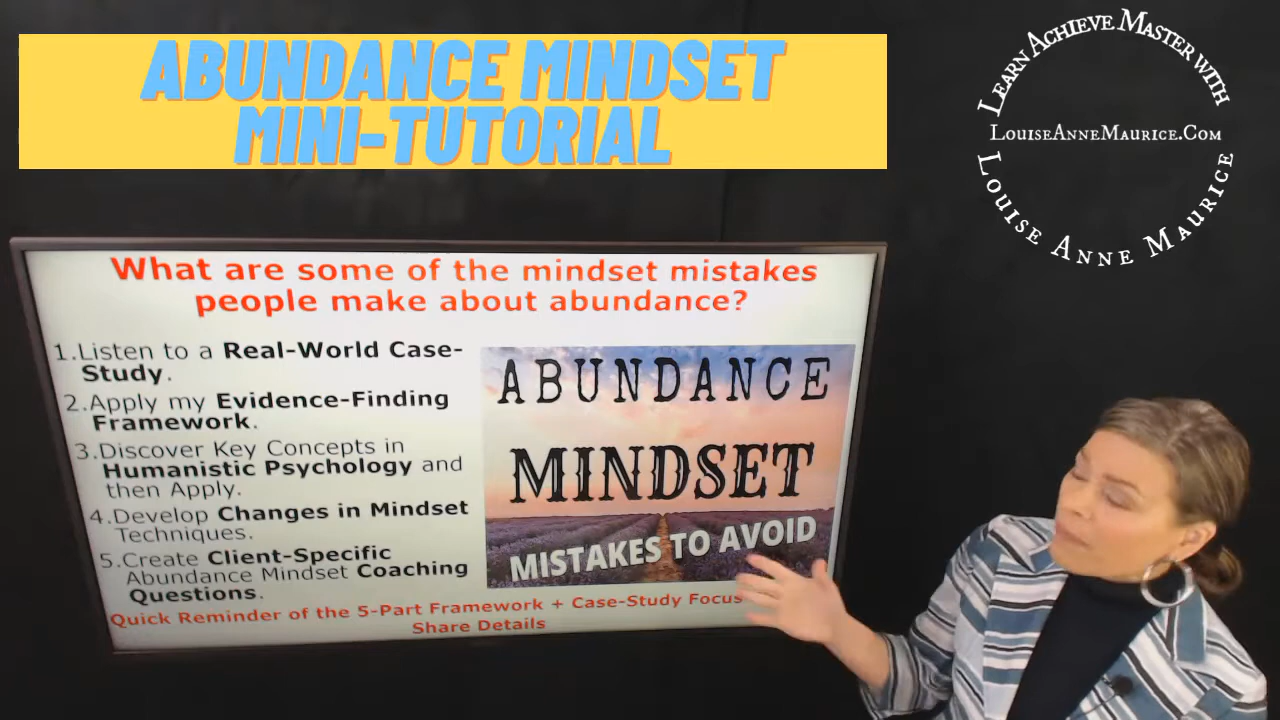 ABUNDANCE MINDSET
MINI-TUTORIAL
LEARN ACHIEVE MASTER WITH
LOUISEANNEMAURICE.COM
LOUISE ANNE MAURICE
What are some of the mindset mistakes
people make about abundance?
1.Listen to a Real-World Case-
Study.
2.Apply my Evidence-Finding
Framework.
3.Discover Key Concepts in
Humanistic Psychology and
then Apply.
4.Develop Changes in Mindset
Techniques.
5.Create Client-Specific
Abundance Mindset Coaching
Questions.
ABUNDANCE
MINDSET
MISTAKES TO AVOID
Quick Reminder of the 5-Part Framework + Case-Study Focus
Share Details